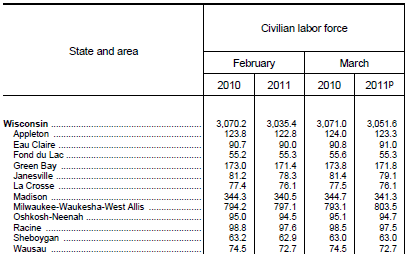 State and area
Civilian labor force
February March
2010 2011 2010 2011ᵖ
Wisconsin ........................................ 3,070.2 3,035.4 3,071.0 3,051.6
Appleton ........................................ 123.8 122.8 124.0 123.3
Eau Claire ........................................ 90.7 90.0 90.8 91.0
Fond du Lac ........................................ 55.2 55.3 55.6 55.3
Green Bay ........................................ 173.0 171.4 173.8 171.8
Janesville ........................................ 81.2 78.3 81.4 79.1
La Crosse ........................................ 77.4 76.1 77.5 76.1
Madison ........................................ 344.3 340.5 344.7 341.3
Milwaukee-Waukesha-West Allis ........................ 794.2 797.1 793.1 803.5
Oshkosh-Neenah ........................................ 95.0 94.5 95.1 94.7
Racine ........................................ 98.8 97.6 98.5 97.5
Sheboygan ........................................ 63.2 62.9 63.0 63.0
Wausau ........................................ 74.5 72.7 74.5 72.7